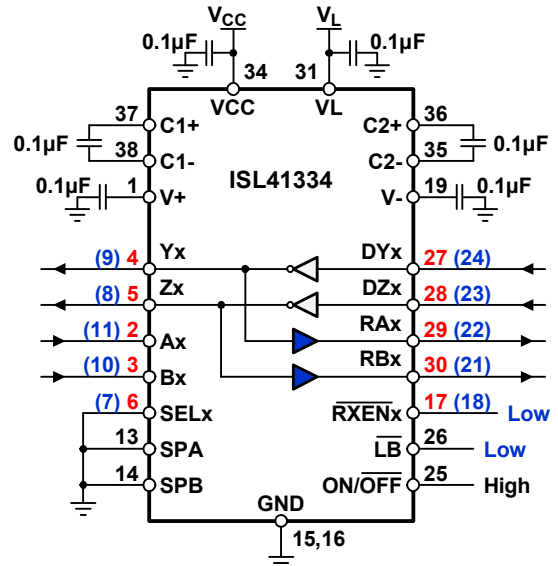 VCC VL
0.1µF 0.1µF
34 31
VCC VL
37 C1+ C2+ 36
0.1µF 0.1µF
38 C1- C2- 35
ISL41334
0.1µF 0.1µF
1 V+ V- 19
(9) 4 Yx DYx 27 (24)
(8) 5 Zx DZx 28 (23)
(11) 2 Ax RAx 29 (22)
(10) 3 Bx RBx 30 (21)
(7) 6 SELx RXENx 17 (18) Low
13 SPA LB 26 Low
14 SPB ON/OFF 25 High
GND
15,16